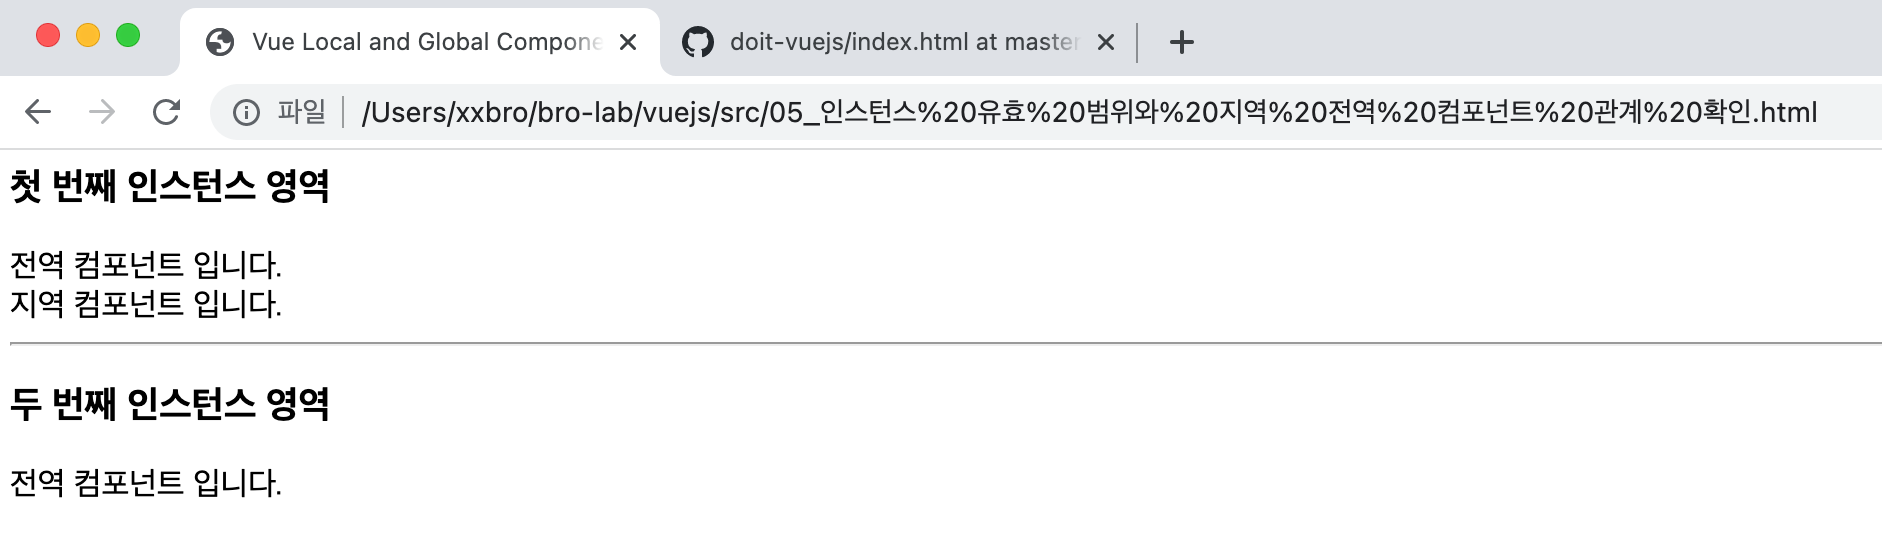 Vue Local and Global Compone
doit-vuejs/index.html at master
파일 /Users/xxbro/bro-lab/vuejs/src/05_인스턴스%20유효%20범위와%20지역%20전역%20컴포넌트%20관계%20확인.html
첫 번째 인스턴스 영역
전역 컴포넌트 입니다.
지역 컴포넌트 입니다.
두 번째 인스턴스 영역
전역 컴포넌트 입니다.